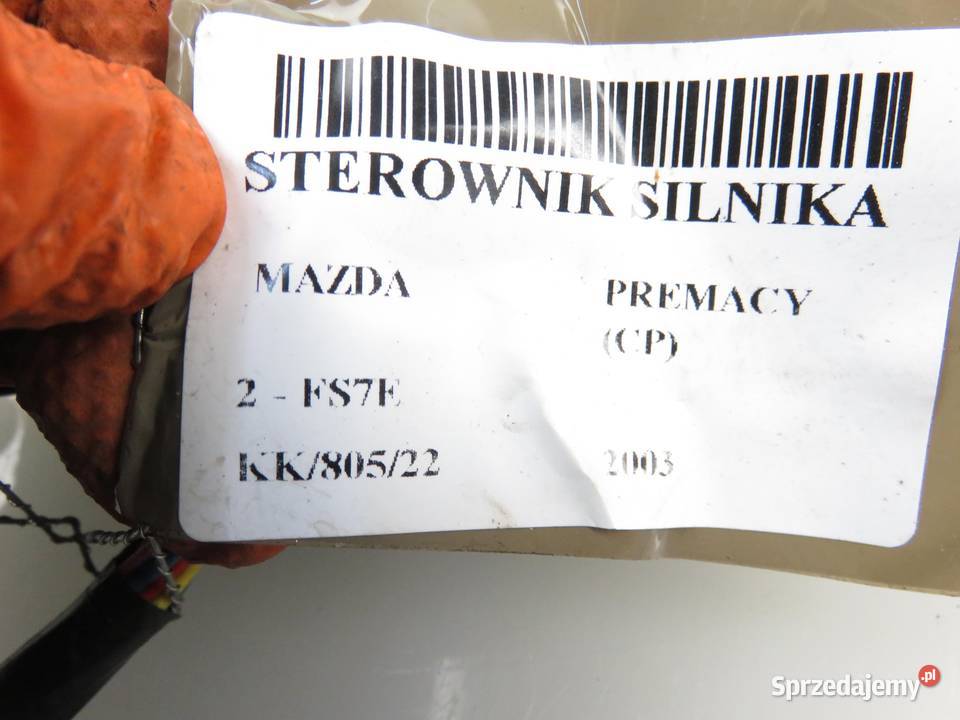 STEROWNIK SILNIKA
MAZDA PREMACY
(CP)
2 - FS7E
KK/805/22 2003
Sprzedajemy.pl